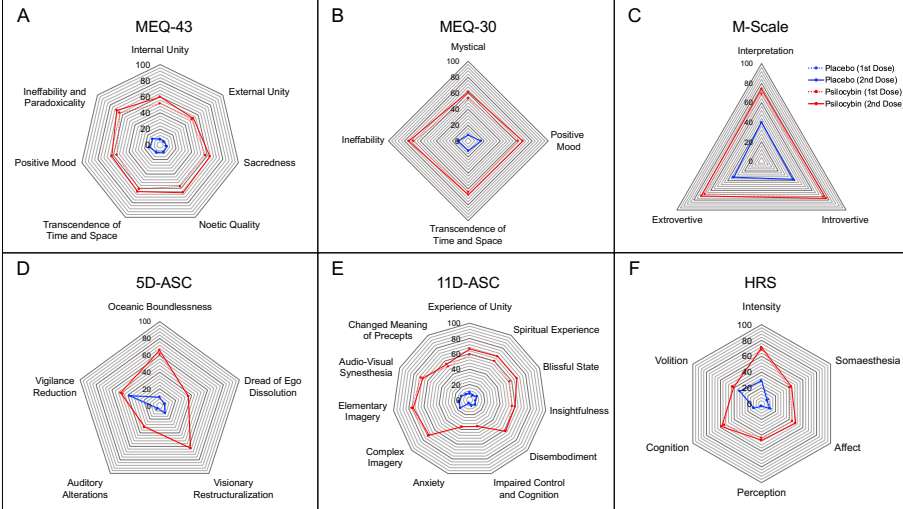 A
MEQ-43
Internal Unity
External Unity
Sacredness
Noetic Quality
Transcendence of
Time and Space
Positive Mood
Ineffability and
Paradoxicality
100
80
60
40
20
0
B
MEQ-30
Mystical
Positive
Mood
Transcendence of
Time and Space
Ineffability
100
80
60
40
20
0
C
M-Scale
Interpretation
Introvertive
Extrovertive
100
80
60
40
20
0
Placebo (1st Dose)
Placebo (2nd Dose)
Psilocybin (1st Dose)
Psilocybin (2nd Dose)
D
5D-ASC
Oceanic Boundlessness
Dread of Ego
Dissolution
Visionary
Restructuralization
Auditory
Alterations
Vigilance
Reduction
100
80
60
40
20
0
E
11D-ASC
Experience of Unity
Spiritual Experience
Blissful State
Insightfulness
Disembodiment
Impaired Control
and Cognition
Anxiety
Complex
Imagery
Elementary
Imagery
Audio-Visual
Synesthesia
Changed Meaning
of Precepts
100
80
60
40
20
0
F
HRS
Intensity
Somaesthesia
Affect
Perception
Cognition
Volition
100
80
60
40
20
0